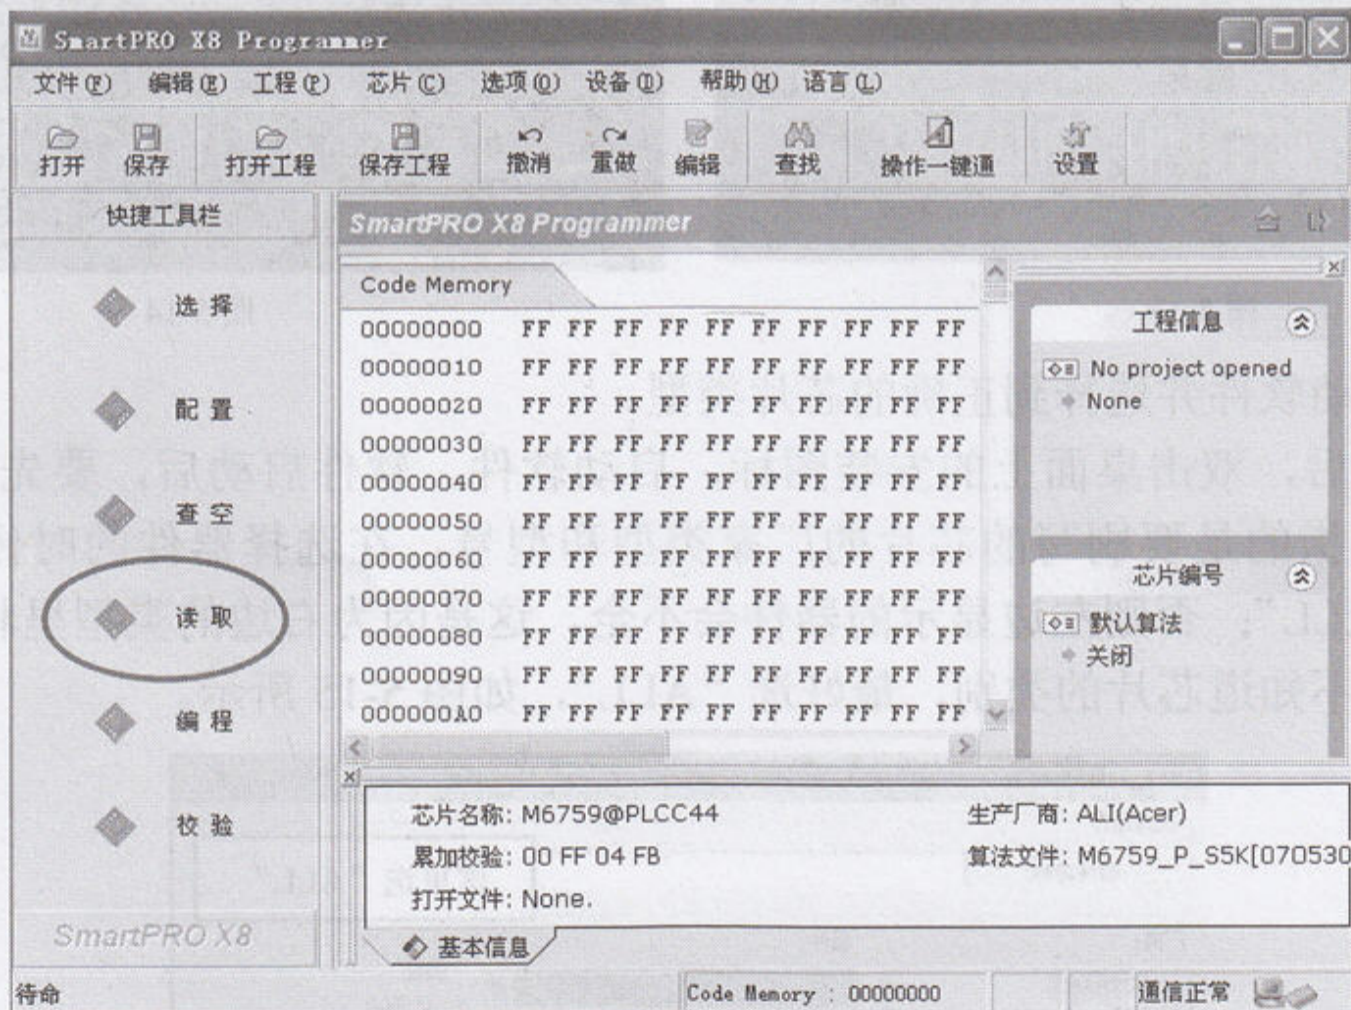 SmartPRO X8 Programmer
文件(F) 编辑(E) 工程(P) 芯片(C) 选项(O) 设备(D) 帮助(H) 语言(L)
打开 保存 打开工程 保存工程 撤消 重做 编辑 查找 操作一键通 设置
快捷工具栏
选择
配置
查空
读取
编程
校验
SmartPRO X8
SmartPRO X8 Programmer
Code Memory
00000000 FF FF FF FF FF FF FF FF FF FF
00000010 FF FF FF FF FF FF FF FF FF FF
00000020 FF FF FF FF FF FF FF FF FF FF
00000030 FF FF FF FF FF FF FF FF FF FF
00000040 FF FF FF FF FF FF FF FF FF FF
00000050 FF FF FF FF FF FF FF FF FF FF
00000060 FF FF FF FF FF FF FF FF FF FF
00000070 FF FF FF FF FF FF FF FF FF FF
00000080 FF FF FF FF FF FF FF FF FF FF
00000090 FF FF FF FF FF FF FF FF FF FF
000000A0 FF FF FF FF FF FF FF FF FF FF
工程信息
No project opened
None
芯片编号
默认算法
关闭
芯片名称: M6759@PLCC44 生产厂商: ALI(Acer)
累加校验: 00 FF 04 FB 算法文件: M6759_P_S5K[070530
打开文件: None.
基本信息
待命 Code Memory : 00000000 通信正常